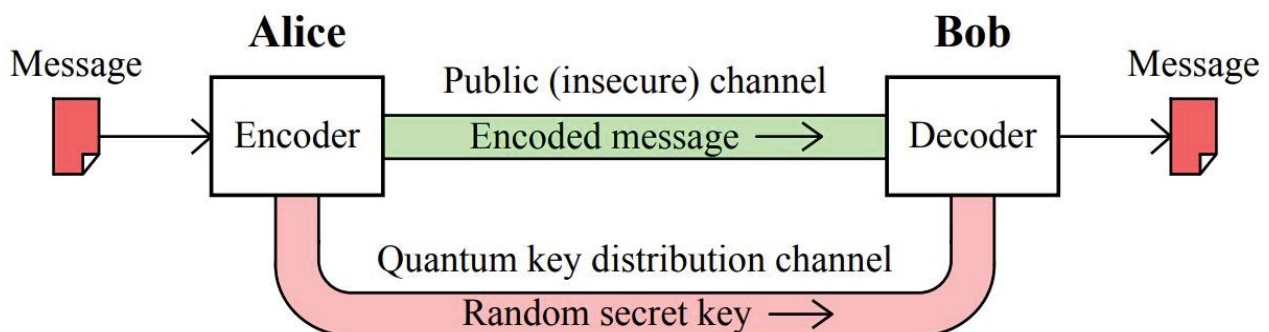 Alice
Bob
Message
Message
Public (insecure) channel
Encoder
Encoded message
Decoder
Quantum key distribution channel
Random secret key